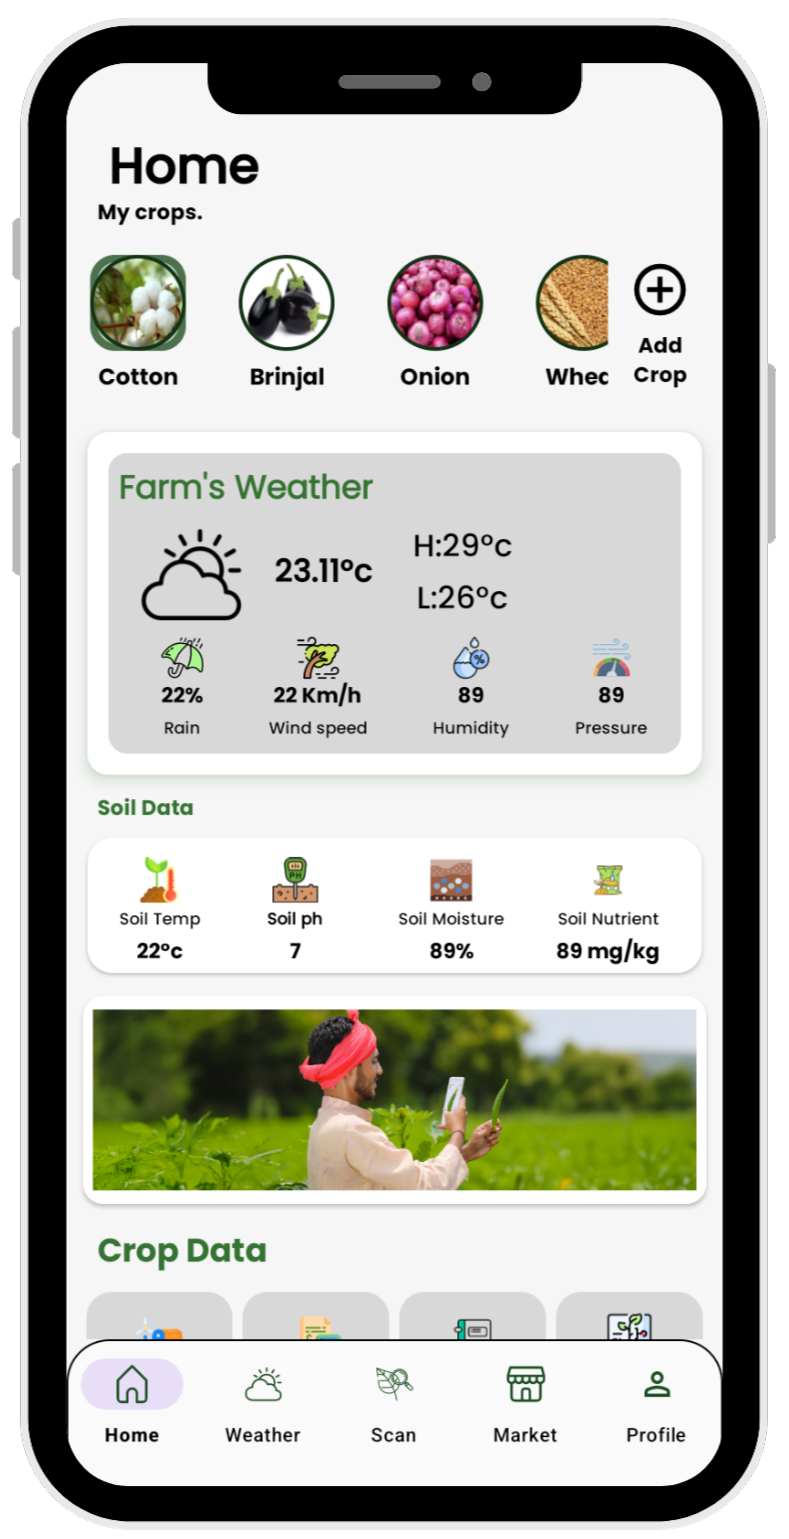 Home
My crops.
Cotton
Brinjal
Onion
Whea
Add
Crop
Farm's Weather
23.11°c
H:29°c
L:26°c
22%
22 Km/h
89
89
Rain
Wind speed
Humidity
Pressure
Soil Data
PH
%
Soil Temp
Soil ph
Soil Moisture
Soil Nutrient
22°c
7
89%
89 mg/kg
Crop Data
Home
Weather
Scan
Market
Profile